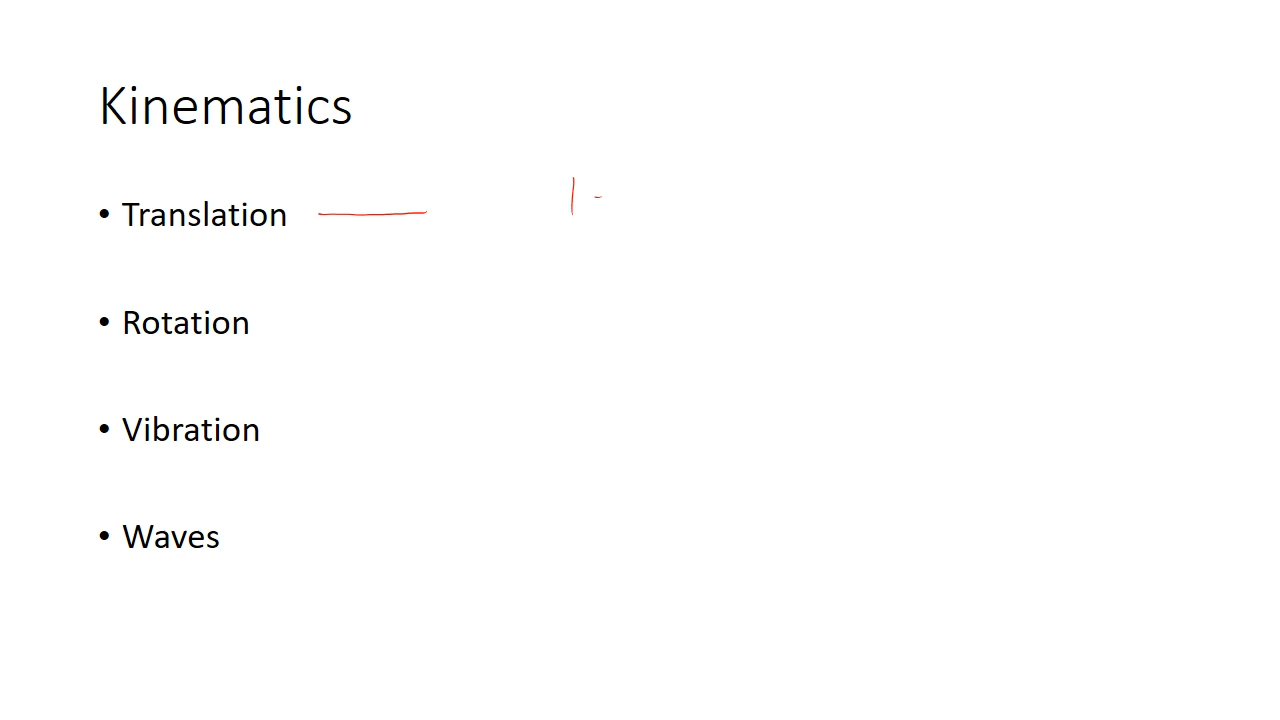 Kinematics
• Translation
• Rotation
• Vibration
• Waves